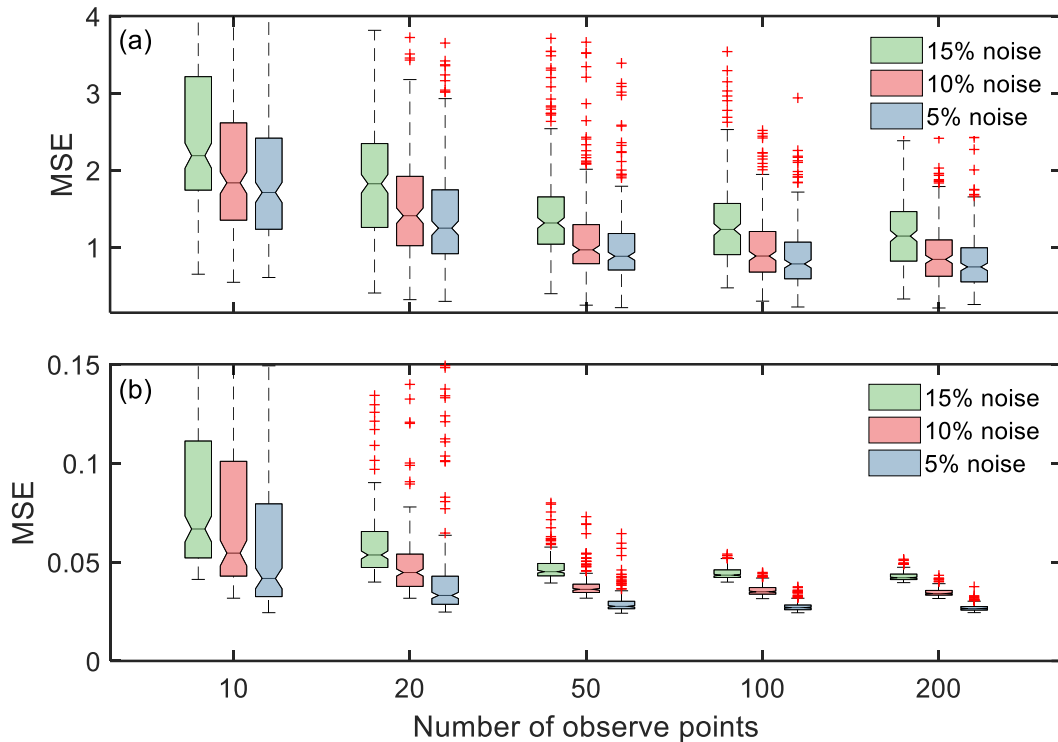 (a)
4
3
2
1
MSE
15% noise
10% noise
5% noise
(b)
0.15
0.1
0.05
0
MSE
15% noise
10% noise
5% noise
10 20 50 100 200
Number of observe points